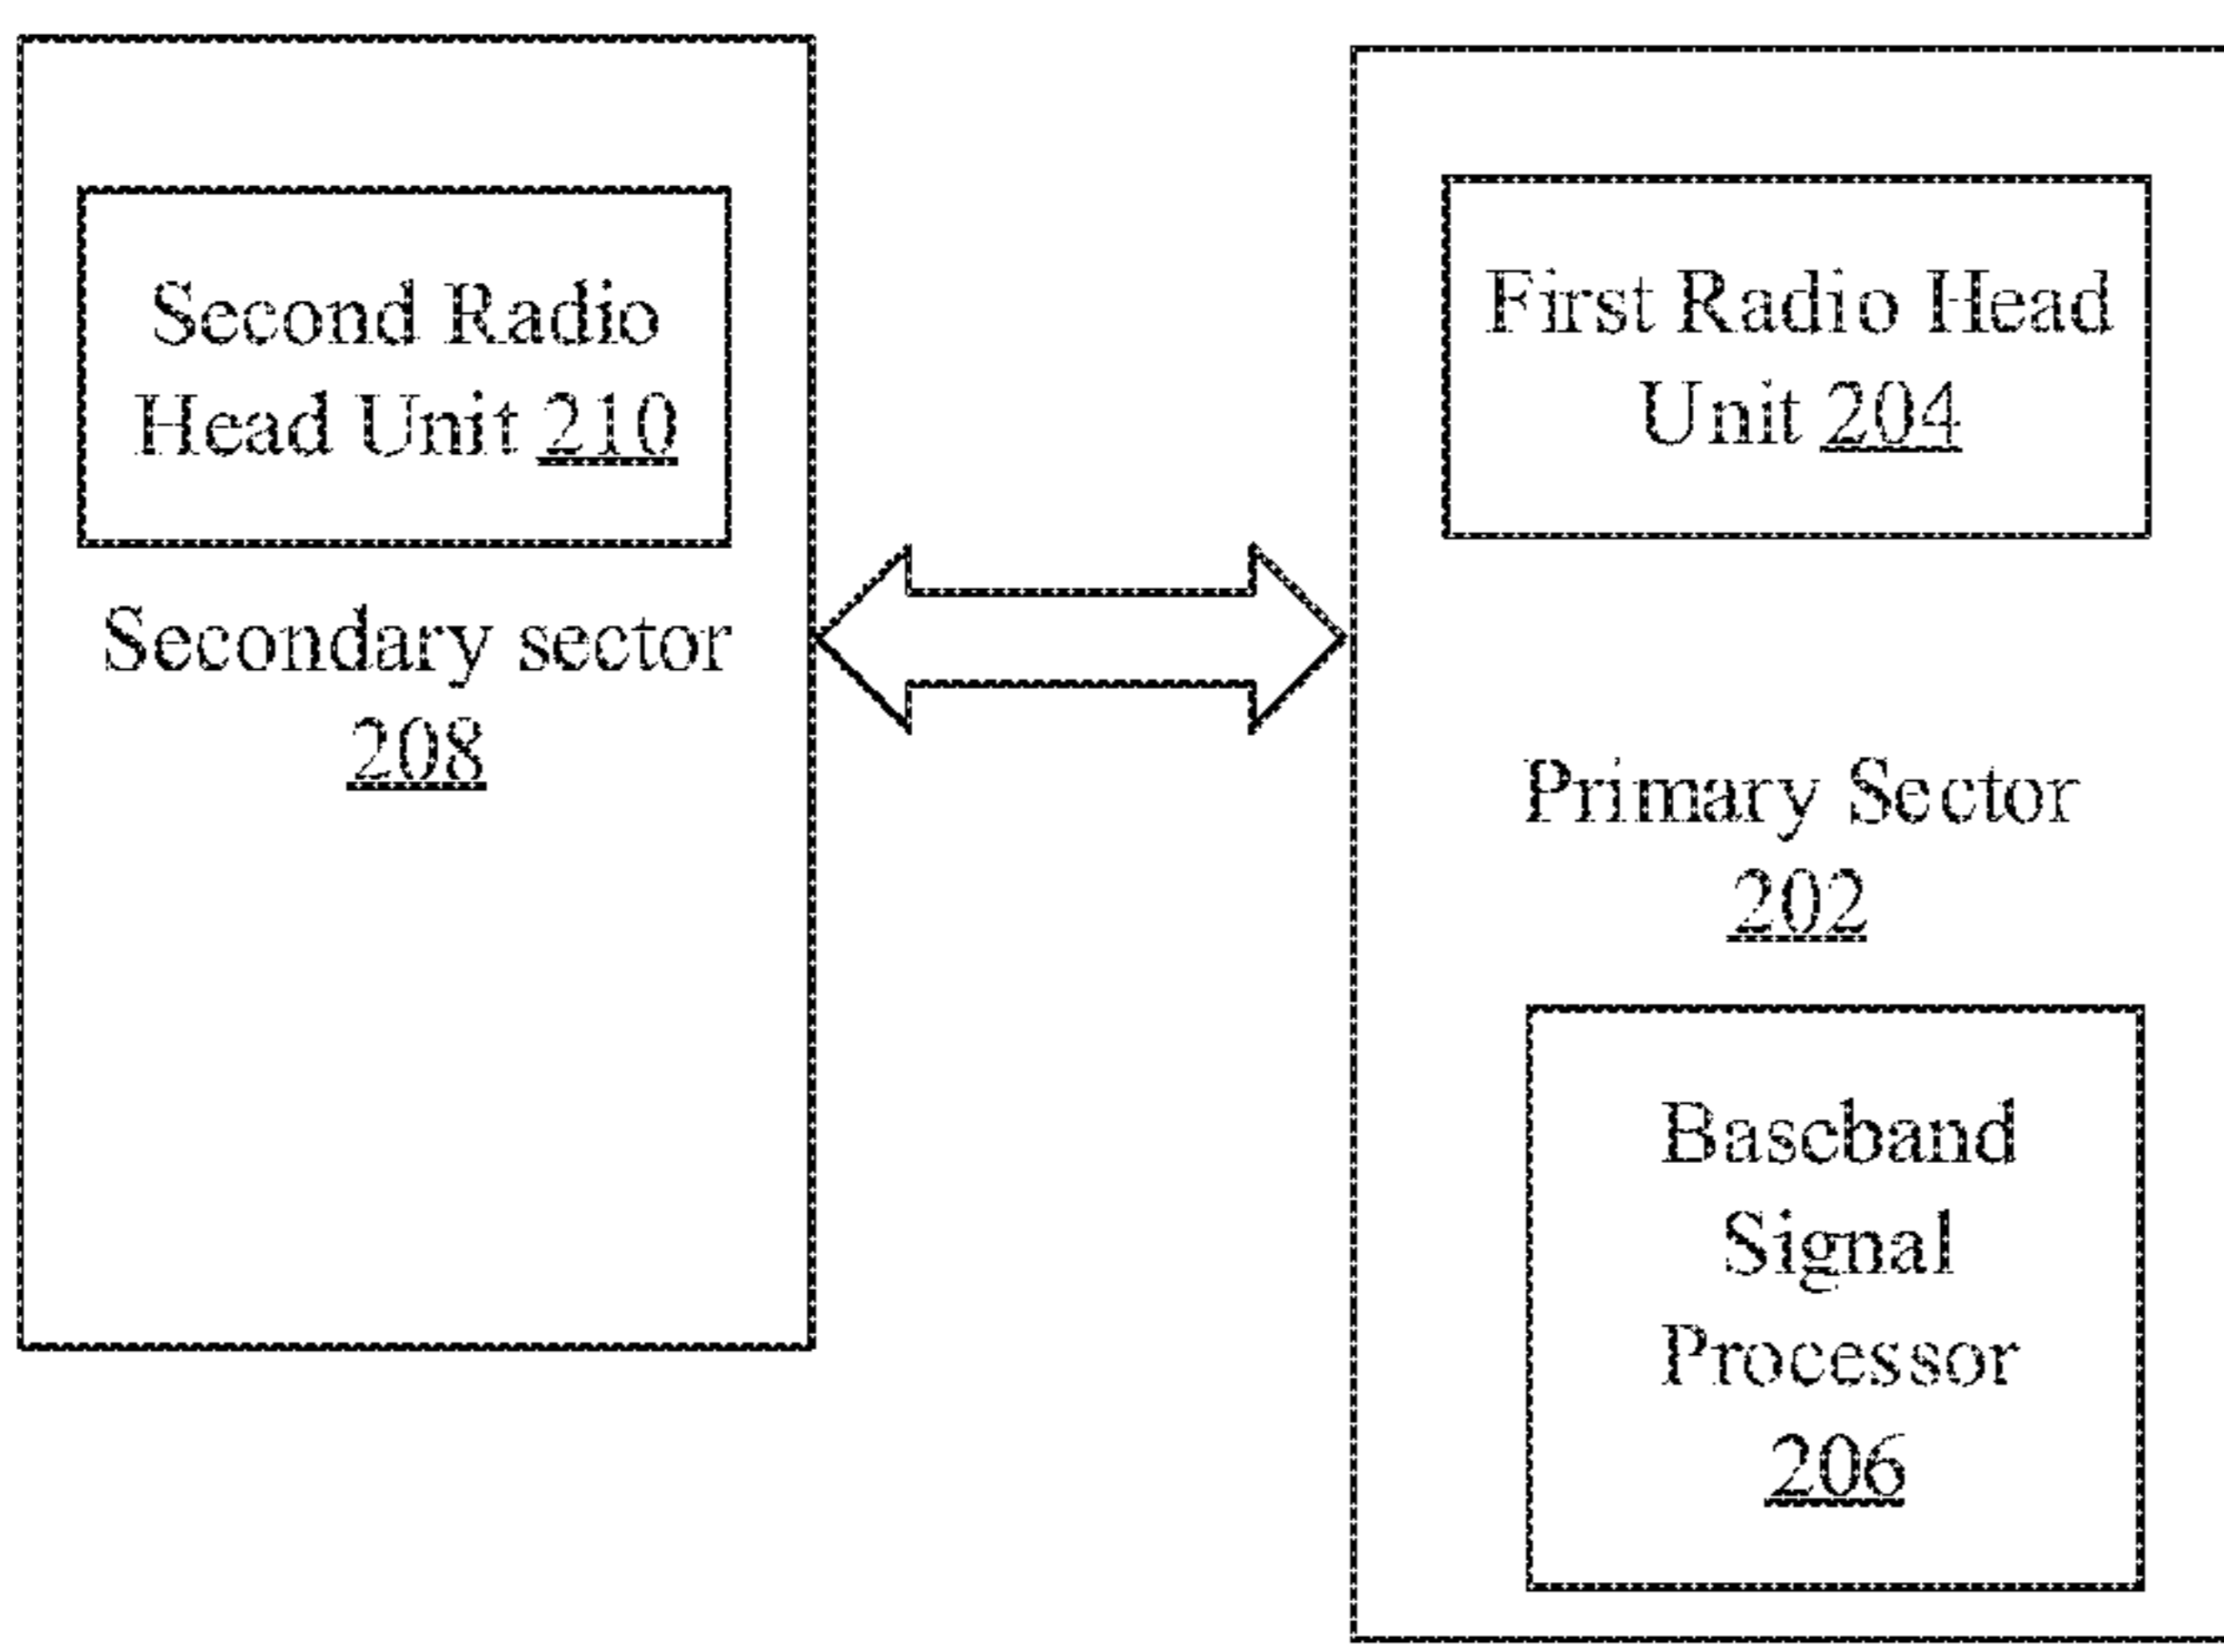 Second Radio
Head Unit 210
Secondary sector
208
First Radio Head
Unit 204
Primary Sector
202
Baseband
Signal
Processor
206